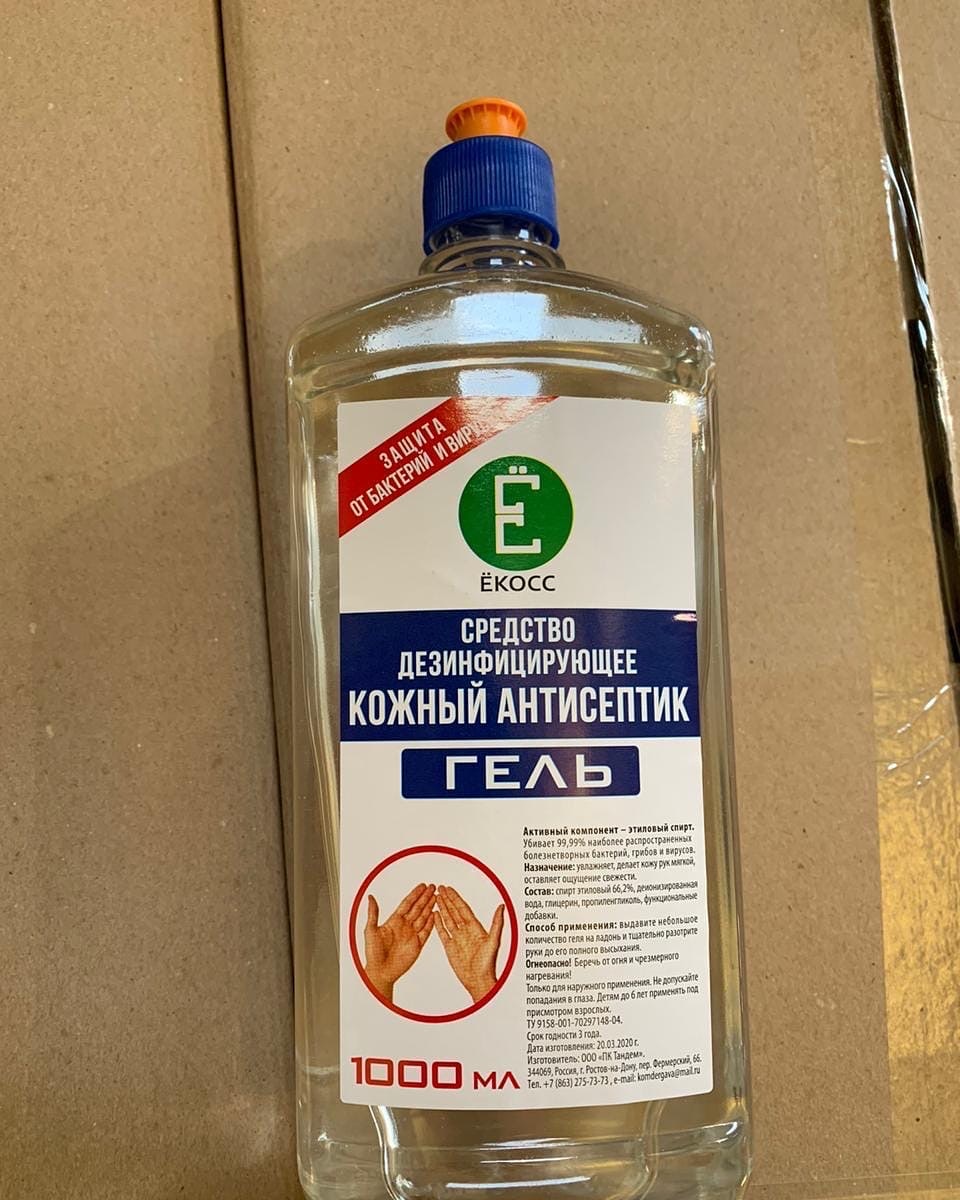 ЗАЩИТА
ОТ БАКТЕРИЙ И
Ё
ЁКОСС
СРЕДСТВО
ДЕЗИНФИЦИРУЮЩЕЕ
КОЖНЫЙ АНТИСЕПТИК
ГЕЛЬ
Активный компонент – этиловый спирт.
Убивает 99,99% наиболее распространенных
болезнетворных бактерий, грибов и вирусов.
Назначение: увлажняет, делает кожу рук мягкой,
оставляет ощущение свежести.
Состав: спирт этиловый 66,2%, деионизированная
вода, глицерин, пропиленгликоль, функциональные
добавки.
Способ применения: выдавите небольшое
количество геля на ладонь и тщательно разотрите
руки до его полного высыхания.
Огнеопасно! Беречь от огня и чрезмерного
нагревания!
Только для наружного применения. Не допускайте
попадания в глаза. Детям до 6 лет применять под
присмотром взрослых.
ТУ 9158-001-70297148-04.
Срок годности 3 года.
Дата изготовления: 20.03.2020 г.
Изготовитель: ООО «ПК Тандем».
344069, Россия, г. Ростов-на-Дону, пер. Фермерский, 66.
Тел. +7 (863) 275-73-73 , e-mail: komdergava@mail.ru
1000 МЛ